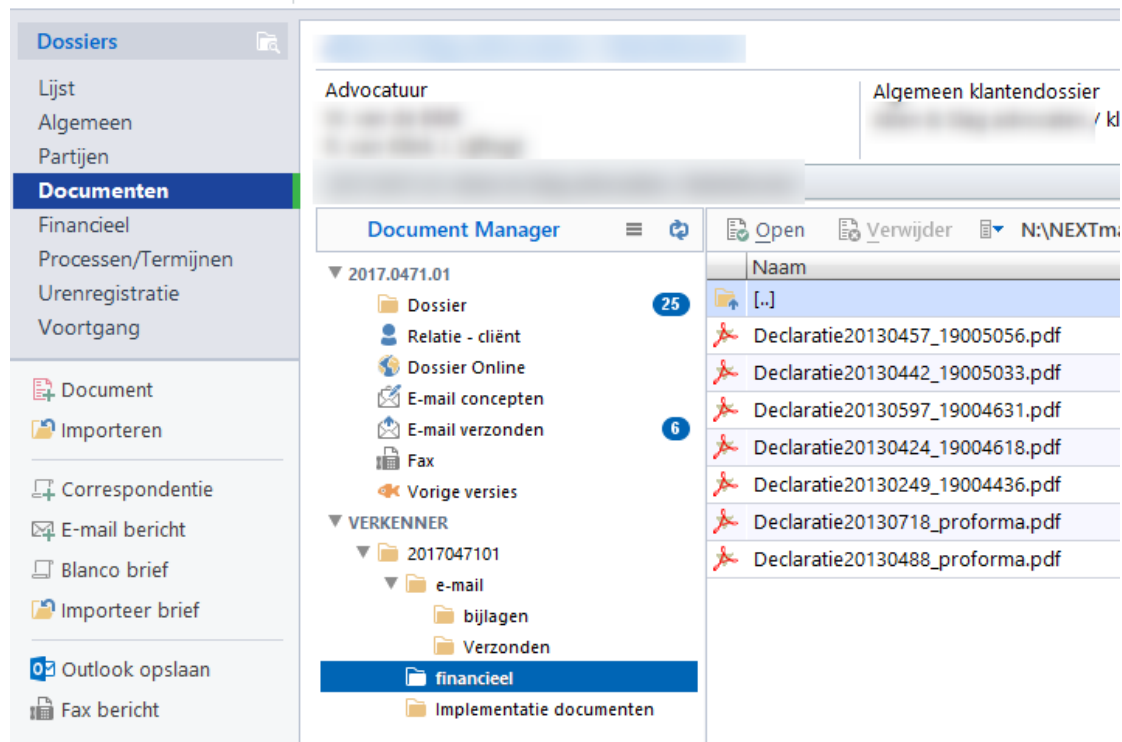 Dossiers
Lijst
Algemeen
Partijen
Documenten
Financieel
Processen/Termijnen
Urenregistratie
Voortgang
Document
Importeren
Correspondentie
E-mail bericht
Blanco brief
Importeer brief
Outlook opslaan
Fax bericht
Advocatuur
Algemeen klantendossier
/ kl
Document Manager
2017.0471.01
Dossier 25
Relatie - cliënt
Dossier Online
E-mail concepten
E-mail verzonden 6
Fax
Vorige versies
VERKENNER
2017047101
e-mail
bijlagen
Verzonden
financieel
Implementatie documenten
Open Verwijder N:\NEXTma
Naam
[..]
Declaratie20130457_19005056.pdf
Declaratie20130442_19005033.pdf
Declaratie20130597_19004631.pdf
Declaratie20130424_19004618.pdf
Declaratie20130249_19004436.pdf
Declaratie20130718_proforma.pdf
Declaratie20130488_proforma.pdf